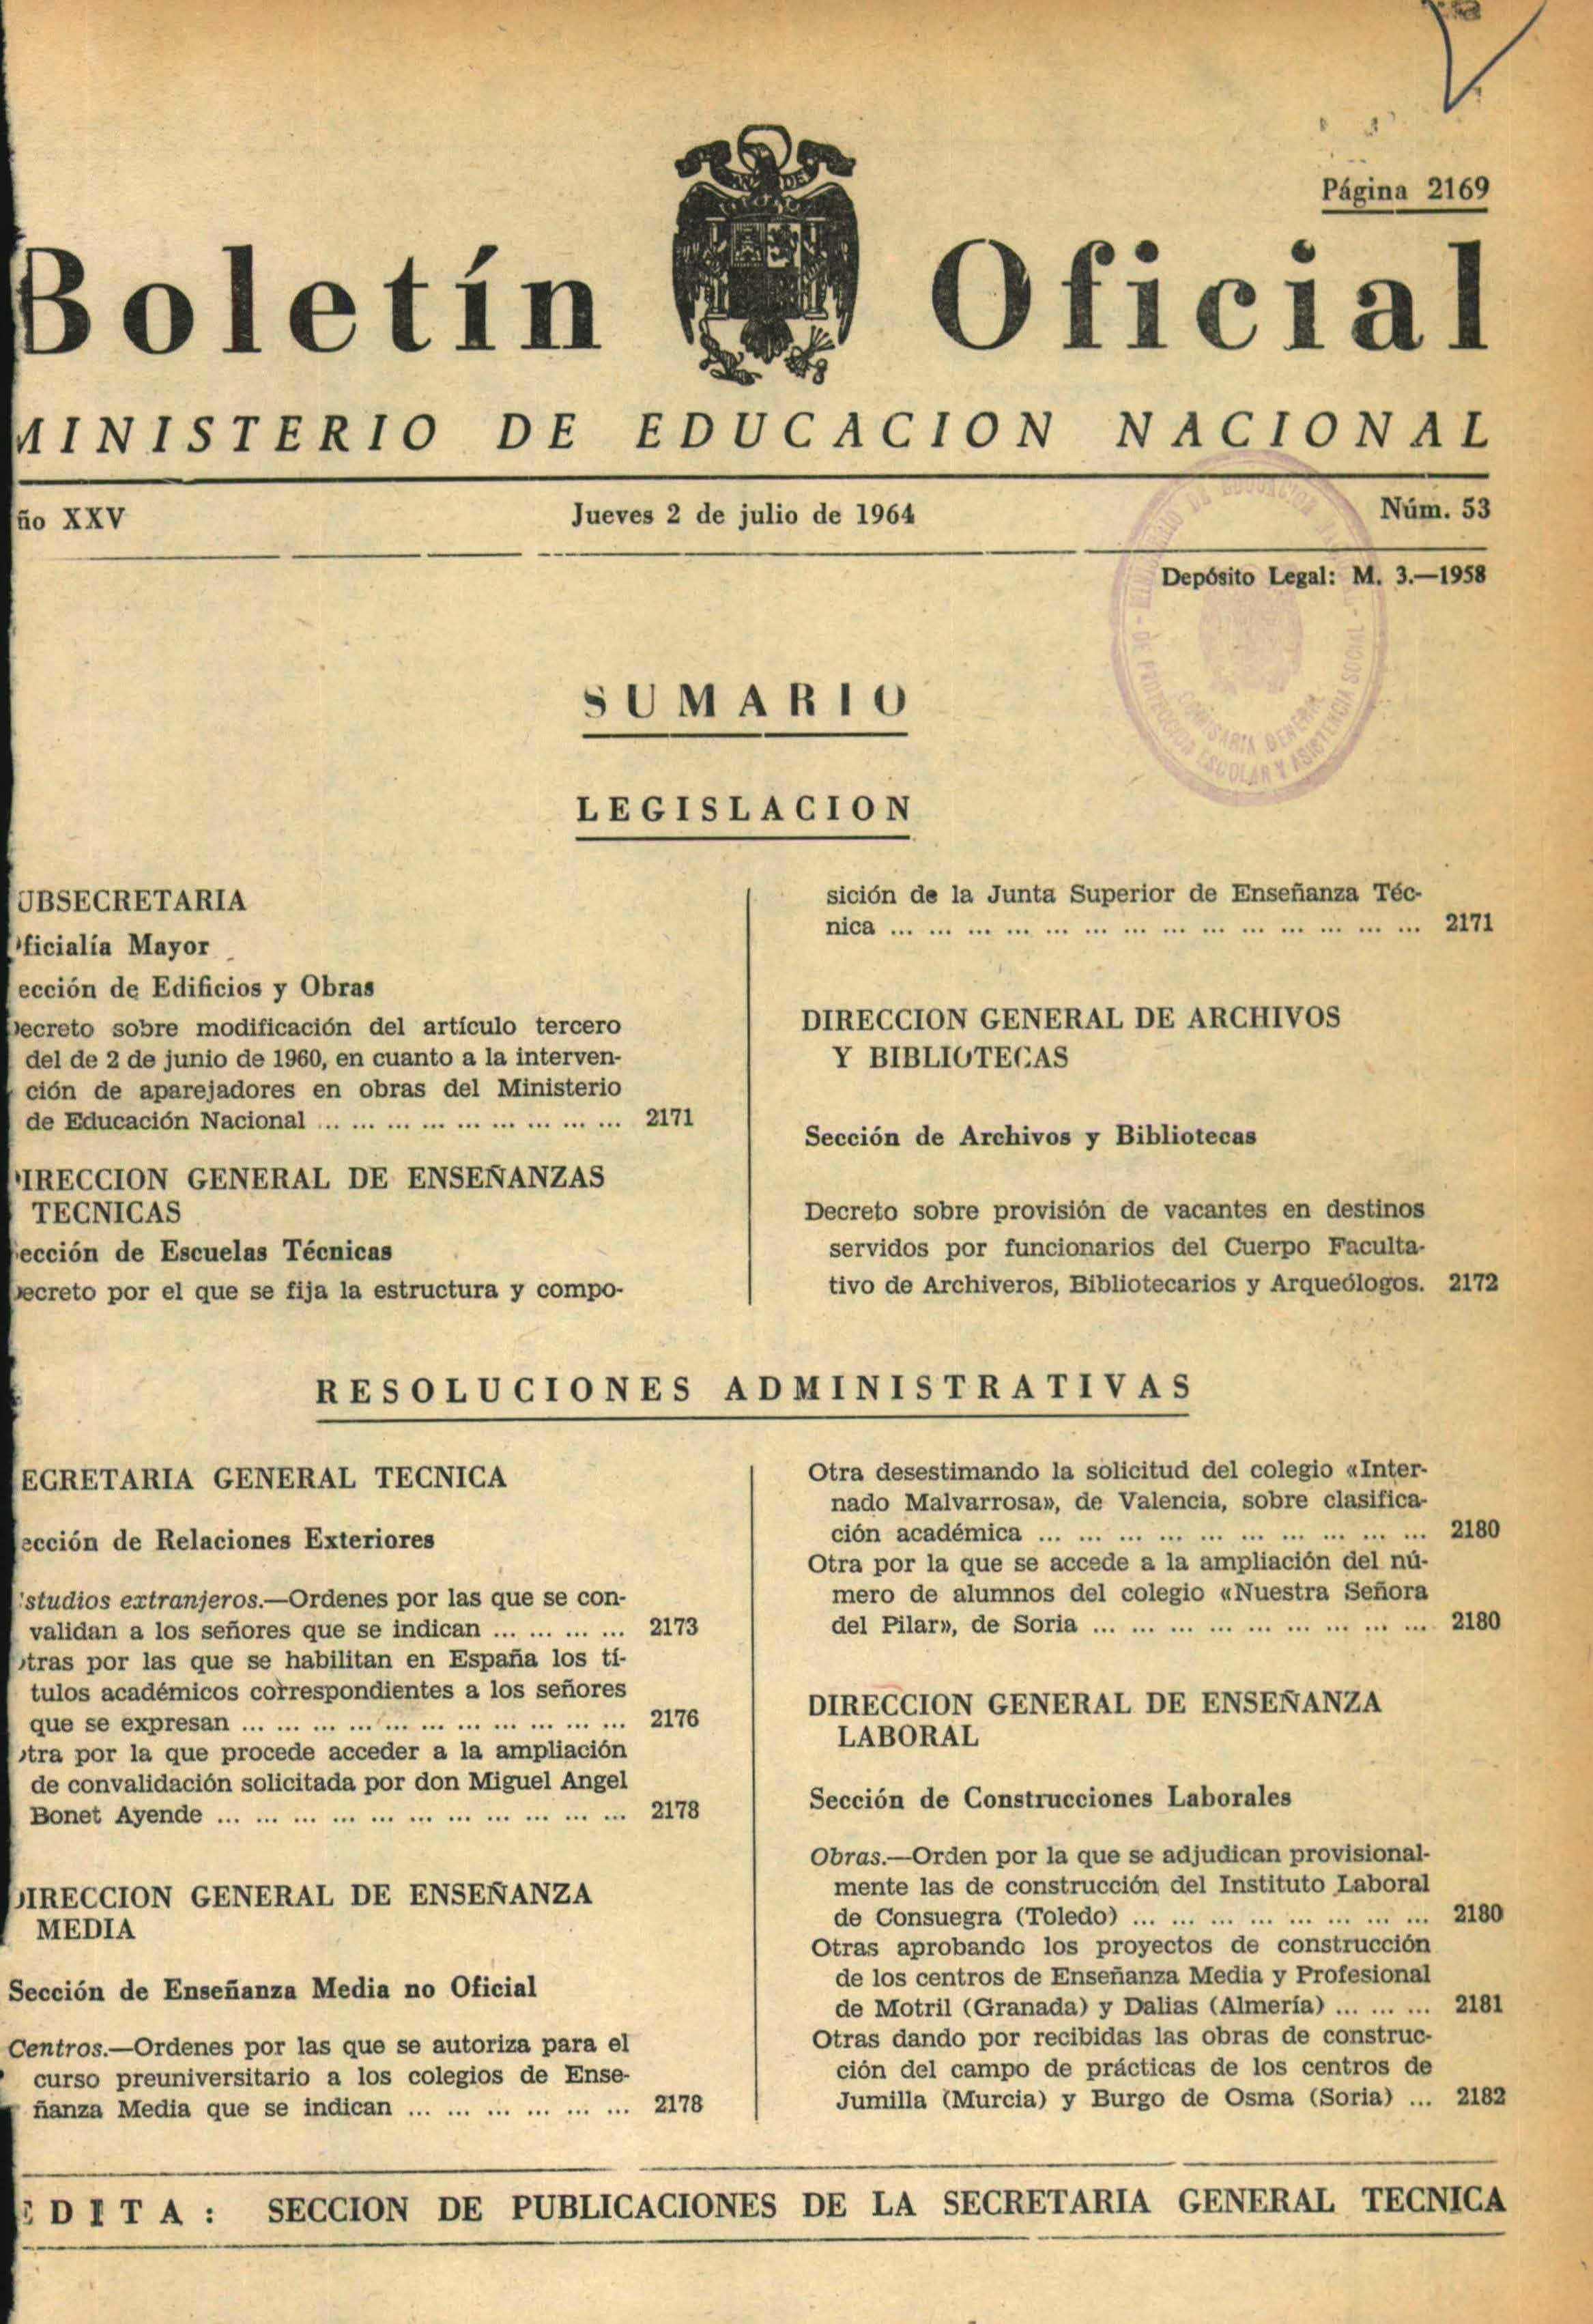 Página 2169
Boletín Oficial
MINISTERIO DE EDUCACION NACIONAL
ño XXV
Jueves 2 de julio de 1964
Núm. 53
Depósito Legal: M. 3.—1958
SUMARIO
LEGISLACION
UBSECRETARIA
ficialía Mayor
ección de Edificios y Obras
ecreto sobre modificación del artículo tercero
del de 2 de junio de 1960, en cuanto a la interven-
ción de aparejadores en obras del Ministerio
de Educación Nacional ... ... ... ... ... ... ... ... ... 2171
IRECCION GENERAL DE ENSEÑANZAS
TECNICAS
ección de Escuelas Técnicas
ecreto por el que se fija la estructura y compo-
sición de la Junta Superior de Enseñanza Téc-
nica ... ... ... ... ... ... ... ... ... ... ... ... ... ... 2171
DIRECCION GENERAL DE ARCHIVOS
Y BIBLIOTECAS
Sección de Archivos y Bibliotecas
Decreto sobre provisión de vacantes en destinos
servidos por funcionarios del Cuerpo Faculta-
tivo de Archiveros, Bibliotecarios y Arqueólogos. 2172
RESOLUCIONES ADMINISTRATIVAS
ECRETARIA GENERAL TECNICA
ección de Relaciones Exteriores
studios extranjeros.—Ordenes por las que se con-
validan a los señores que se indican ... ... ... ... 2173
tras por las que se habilitan en España los tí-
tulos académicos correspondientes a los señores
que se expresan ... ... ... ... ... ... ... ... ... ... ... 2176
tra por la que procede acceder a la ampliación
de convalidación solicitada por don Miguel Angel
Bonet Ayende ... ... ... ... ... ... ... ... ... ... ... 2178
DIRECCION GENERAL DE ENSEÑANZA
MEDIA
Sección de Enseñanza Media no Oficial
Centros.—Ordenes por las que se autoriza para el
curso preuniversitario a los colegios de Ense-
ñanza Media que se indican ... ... ... ... ... ... 2178
Otra desestimando la solicitud del colegio «Inter-
nado Malvarrosa», de Valencia, sobre clasifica-
ción académica ... ... ... ... ... ... ... ... ... ... 2180
Otra por la que se accede a la ampliación del nú-
mero de alumnos del colegio «Nuestra Señora
del Pilar», de Soria ... ... ... ... ... ... ... ... ... 2180
DIRECCION GENERAL DE ENSEÑANZA
LABORAL
Sección de Construcciones Laborales
Obras.—Orden por la que se adjudican provisional-
mente las de construcción del Instituto Laboral
de Consuegra (Toledo) ... ... ... ... ... ... ... ... 2180
Otras aprobando los proyectos de construcción
de los centros de Enseñanza Media y Profesional
de Motril (Granada) y Dalias (Almería) ... ... ... 2181
Otras dando por recibidas las obras de construc-
ción del campo de prácticas de los centros de
Jumilla (Murcia) y Burgo de Osma (Soria) ... 2182
EDITA: SECCION DE PUBLICACIONES DE LA SECRETARIA GENERAL TECNICA